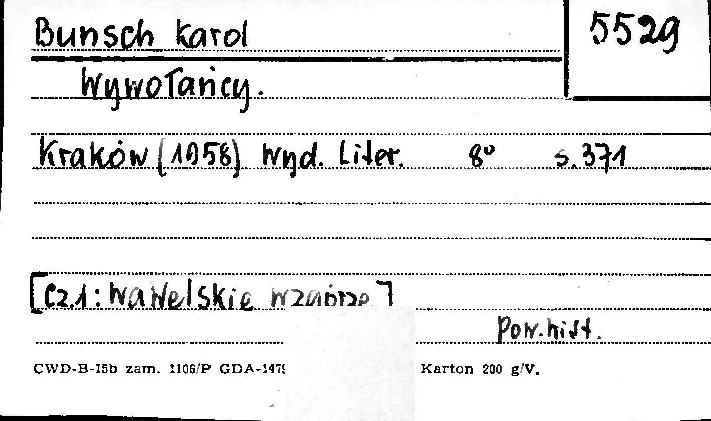 Bunsch Karol
5529
Wywołańcy.
Kraków (1958) Wyd. Liter. 8° s. 371
[Cz 1: Wawelskie wzgórze]
Pow. hist.
CWD-B-15b zam. 1106/P GDA-147 Karton 200 g/V.